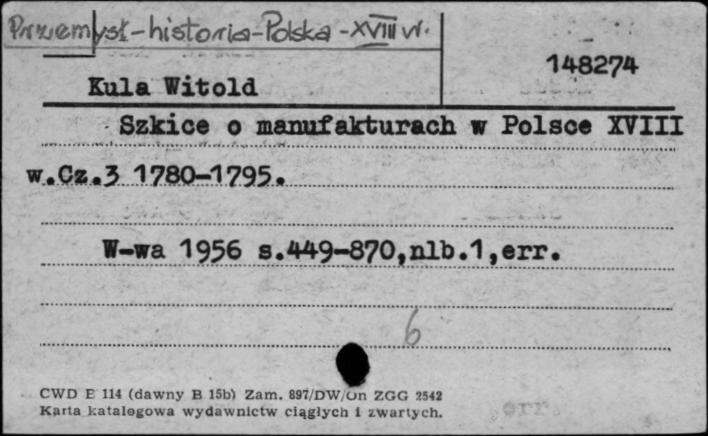 Przemysł-historia-Polska-XVIII w.
148274
Kula Witold
Szkice o manufakturach w Polsce XVIII
w.Cz.3 1780-1795.
W-wa 1956 s.449-870,nlb.1,err.
6
CWD E 114 (dawny B 15b) Zam. 897/DW/On ZGG 2542
Karta katalogowa wydawnictw ciągłych i zwartych.
err